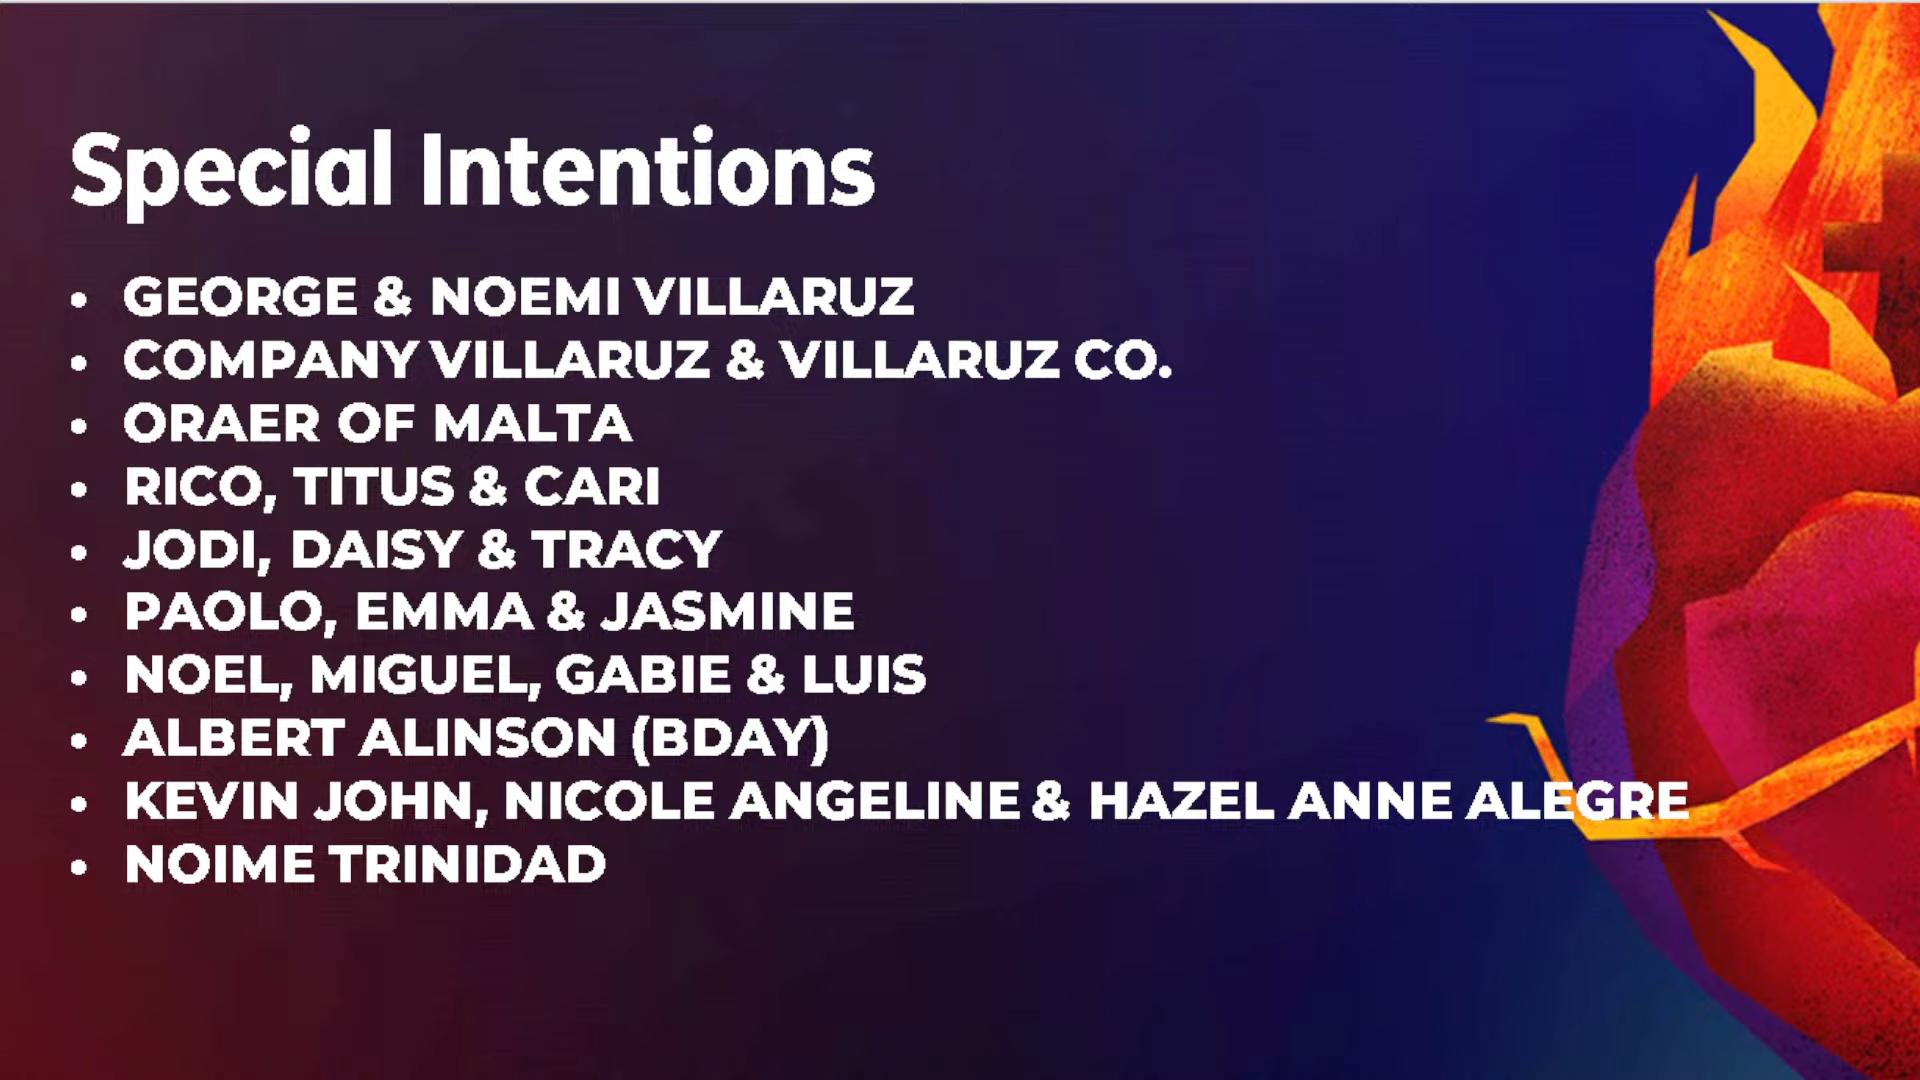 Special Intentions
• GEORGE & NOEMI VILLARUZ
• COMPANY VILLARUZ & VILLARUZ CO.
• ORAER OF MALTA
• RICO, TITUS & CARI
• JODI, DAISY & TRACY
• PAOLO, EMMA & JASMINE
• NOEL, MIGUEL, GABIE & LUIS
• ALBERT ALINSON (BDAY)
• KEVIN JOHN, NICOLE ANGELINE & HAZEL ANNE ALEGRE
• NOIME TRINIDAD